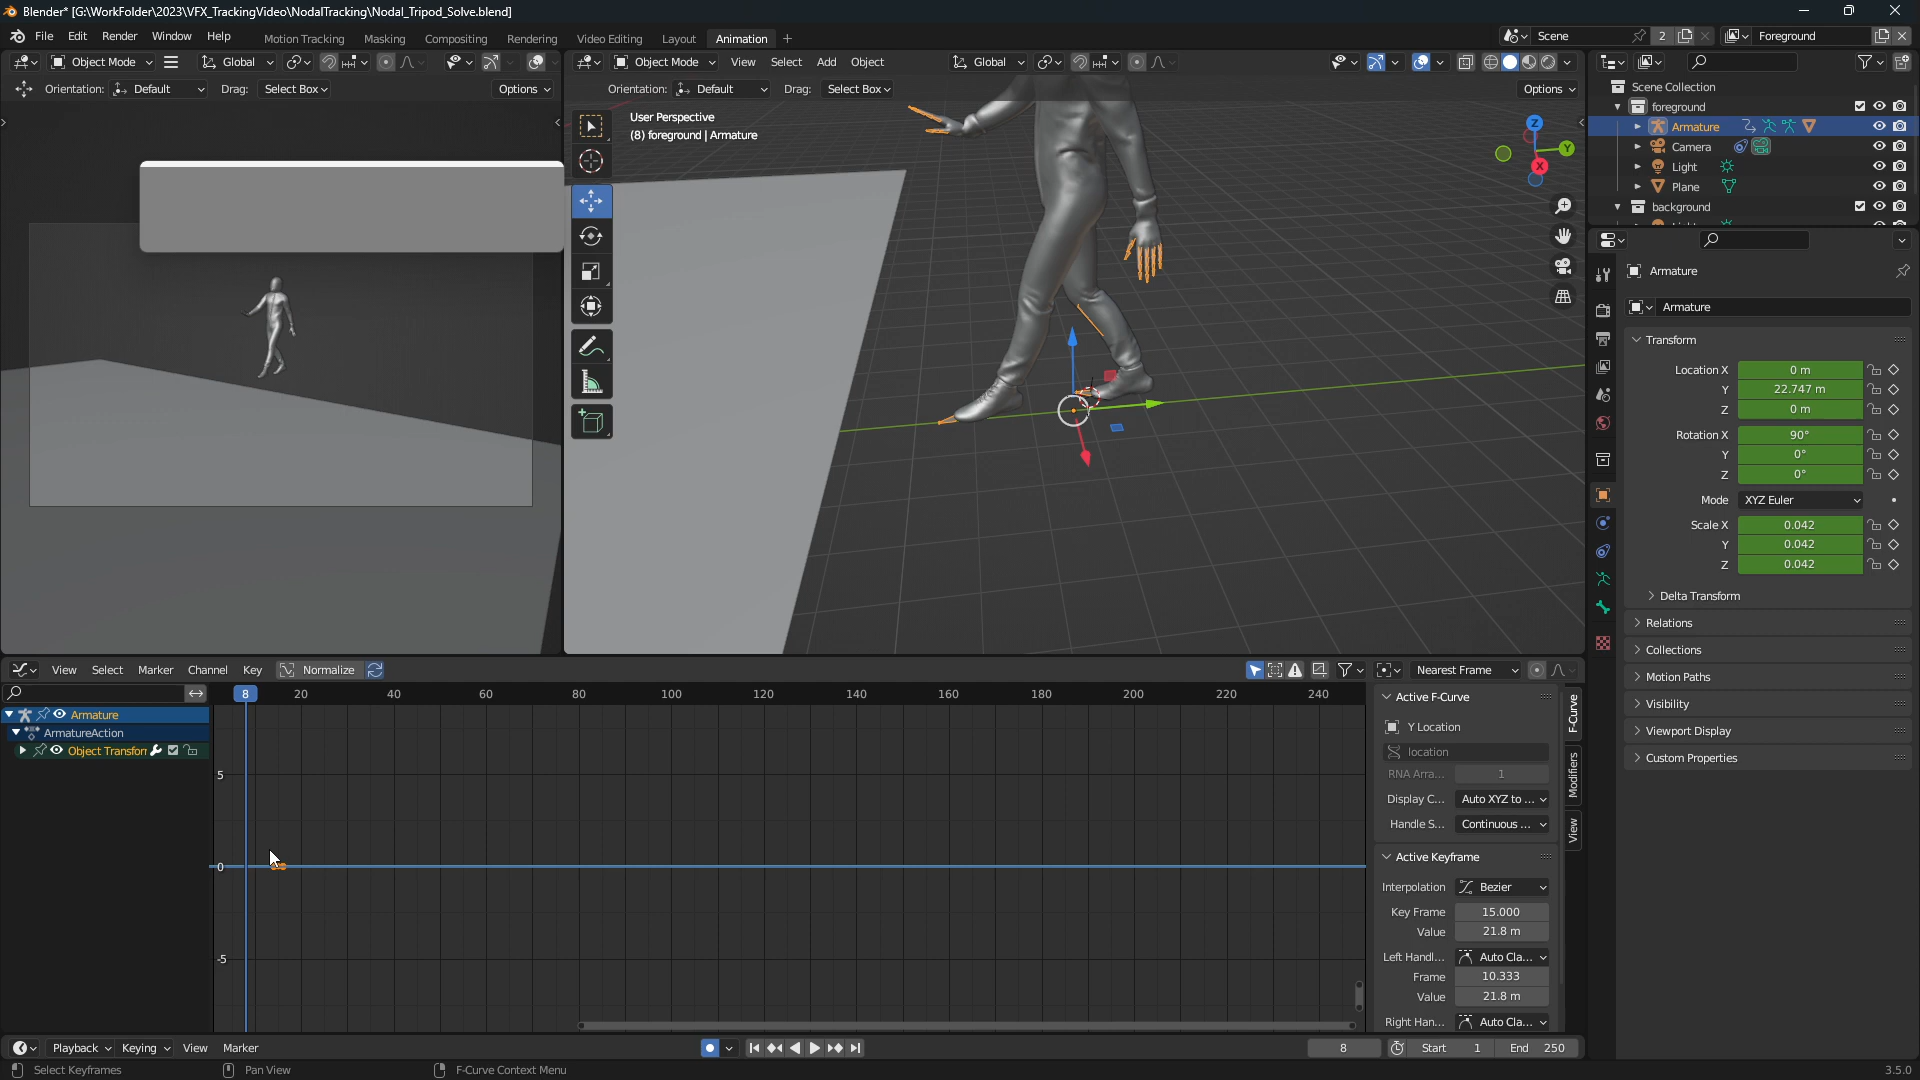 Blender* [G:\WorkFolder\2023\VFX_TrackingVideo\NodalTracking\Nodal_Tripod_Solve.blend]
File Edit Render Window Help Motion Tracking Masking Compositing Rendering Video Editing Layout Animation Scene 2 Foreground
Object Mode Global
Object Mode View Select Add Object Global
Orientation: Default Drag: Select Box Options
Orientation: Default Drag: Select Box Options
User Perspective
(8) foreground | Armature
Z
Y
X
Scene Collection
foreground
Armature
Camera
Light
Plane
background
Armature
Armature
Transform
Location X 0 m
Y 22.747 m
Z 0 m
Rotation X 90°
Y 0°
Z 0°
Mode XYZ Euler
Scale X 0.042
Y 0.042
Z 0.042
Delta Transform
Relations
Collections
Motion Paths
Visibility
Viewport Display
Custom Properties
View Select Marker Channel Key Normalize Nearest Frame
8 20 40 60 80 100 120 140 160 180 200 220 240
Armature
ArmatureAction
Object Transfor
5
0
-5
Active F-Curve
Y Location
location
RNA Arra... 1
Display C... Auto XYZ to ...
Handle S... Continuous ...
Active Keyframe
Interpolation Bezier
Key Frame 15.000
Value 21.8 m
Left Handl... Auto Cla...
Frame 10.333
Value 21.8 m
Right Han... Auto Cla...
F-Curve
Modifiers
View
Playback Keying View Marker 8 Start 1 End 250
Select Keyframes Pan View F-Curve Context Menu 3.5.0